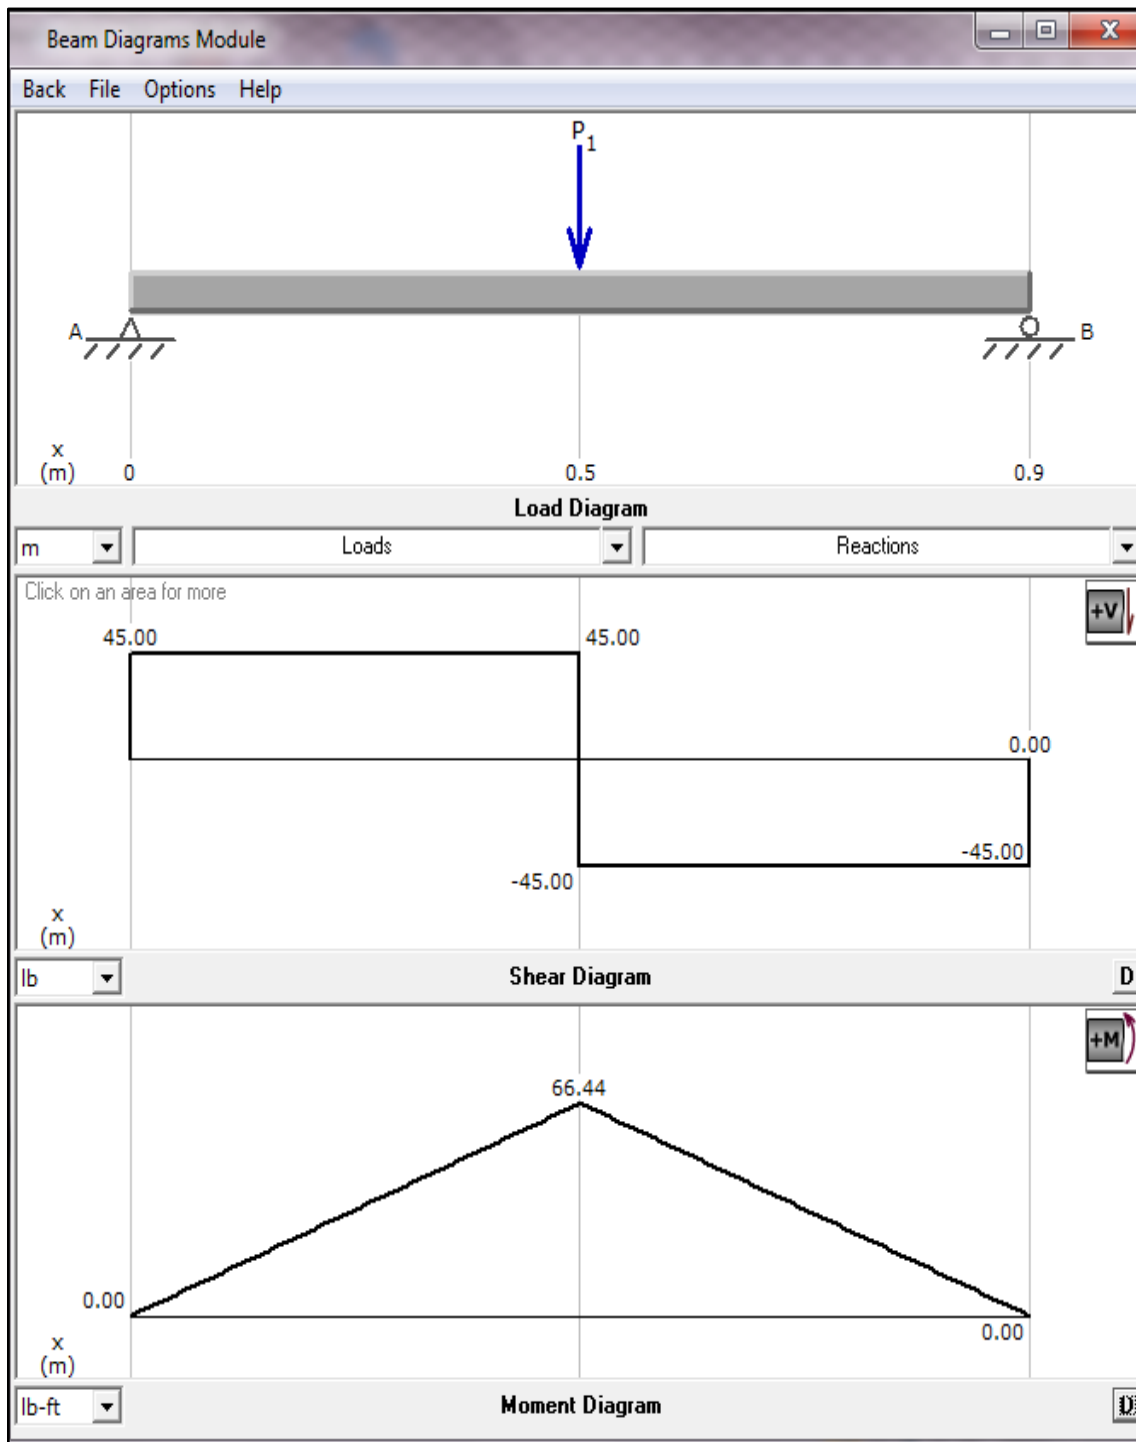 Beam Diagrams Module
X
Back File Options Help
P1
A
B
x
(m) 0 0.5 0.9
Load Diagram
m Loads Reactions
Click on an area for more
+V
45.00 45.00
0.00
-45.00
-45.00
x
(m)
lb Shear Diagram D
+M
66.44
0.00
0.00
x
(m)
lb-ft Moment Diagram D